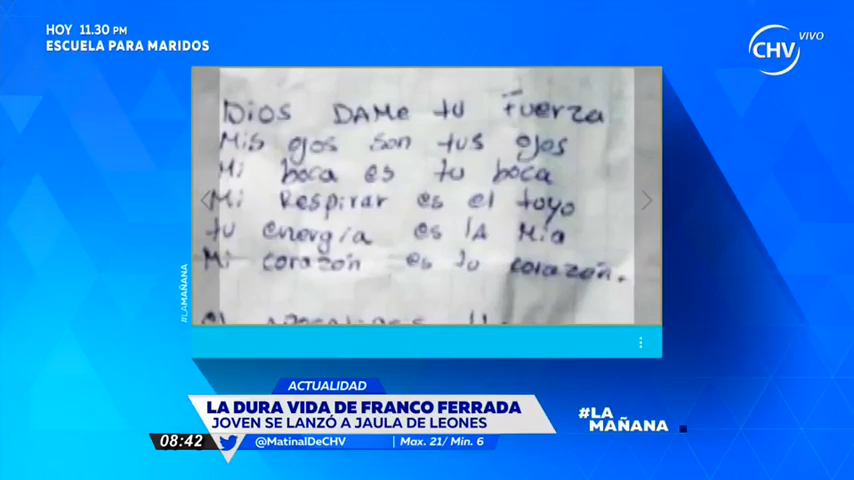 HOY 11.30 PM
ESCUELA PARA MARIDOS
CHV VIVO
DIOS DAME tu Fuerza
Mis ojos son tus ojos
Mi boca es tu boca
Mi Respirar es el tuyo
tu energía es LA Mía
Mi corazón es tu corazón.
#LAMAÑANA
ACTUALIDAD
LA DURA VIDA DE FRANCO FERRADA
JOVEN SE LANZÓ A JAULA DE LEONES
#LA
MAÑANA
08:42 @MatinalDeCHV | Max. 21/ Min. 6